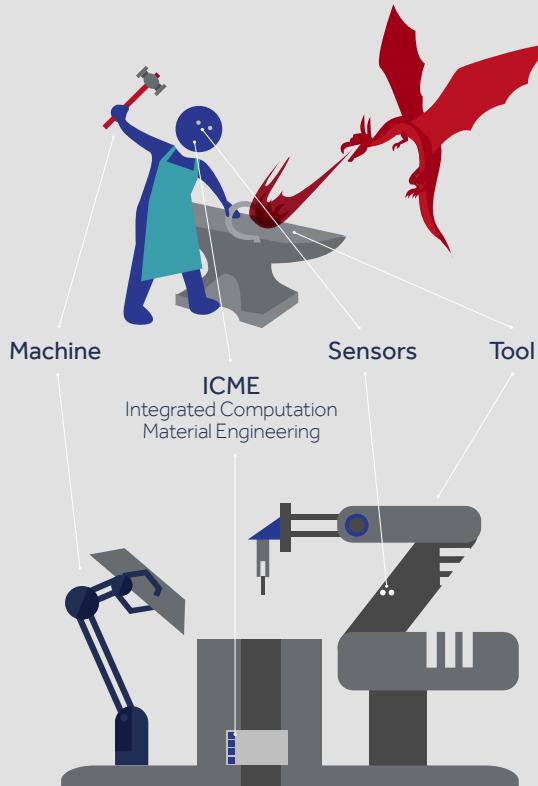 Machine
Sensors
Tool
ICME
Integrated Computation
Material Engineering